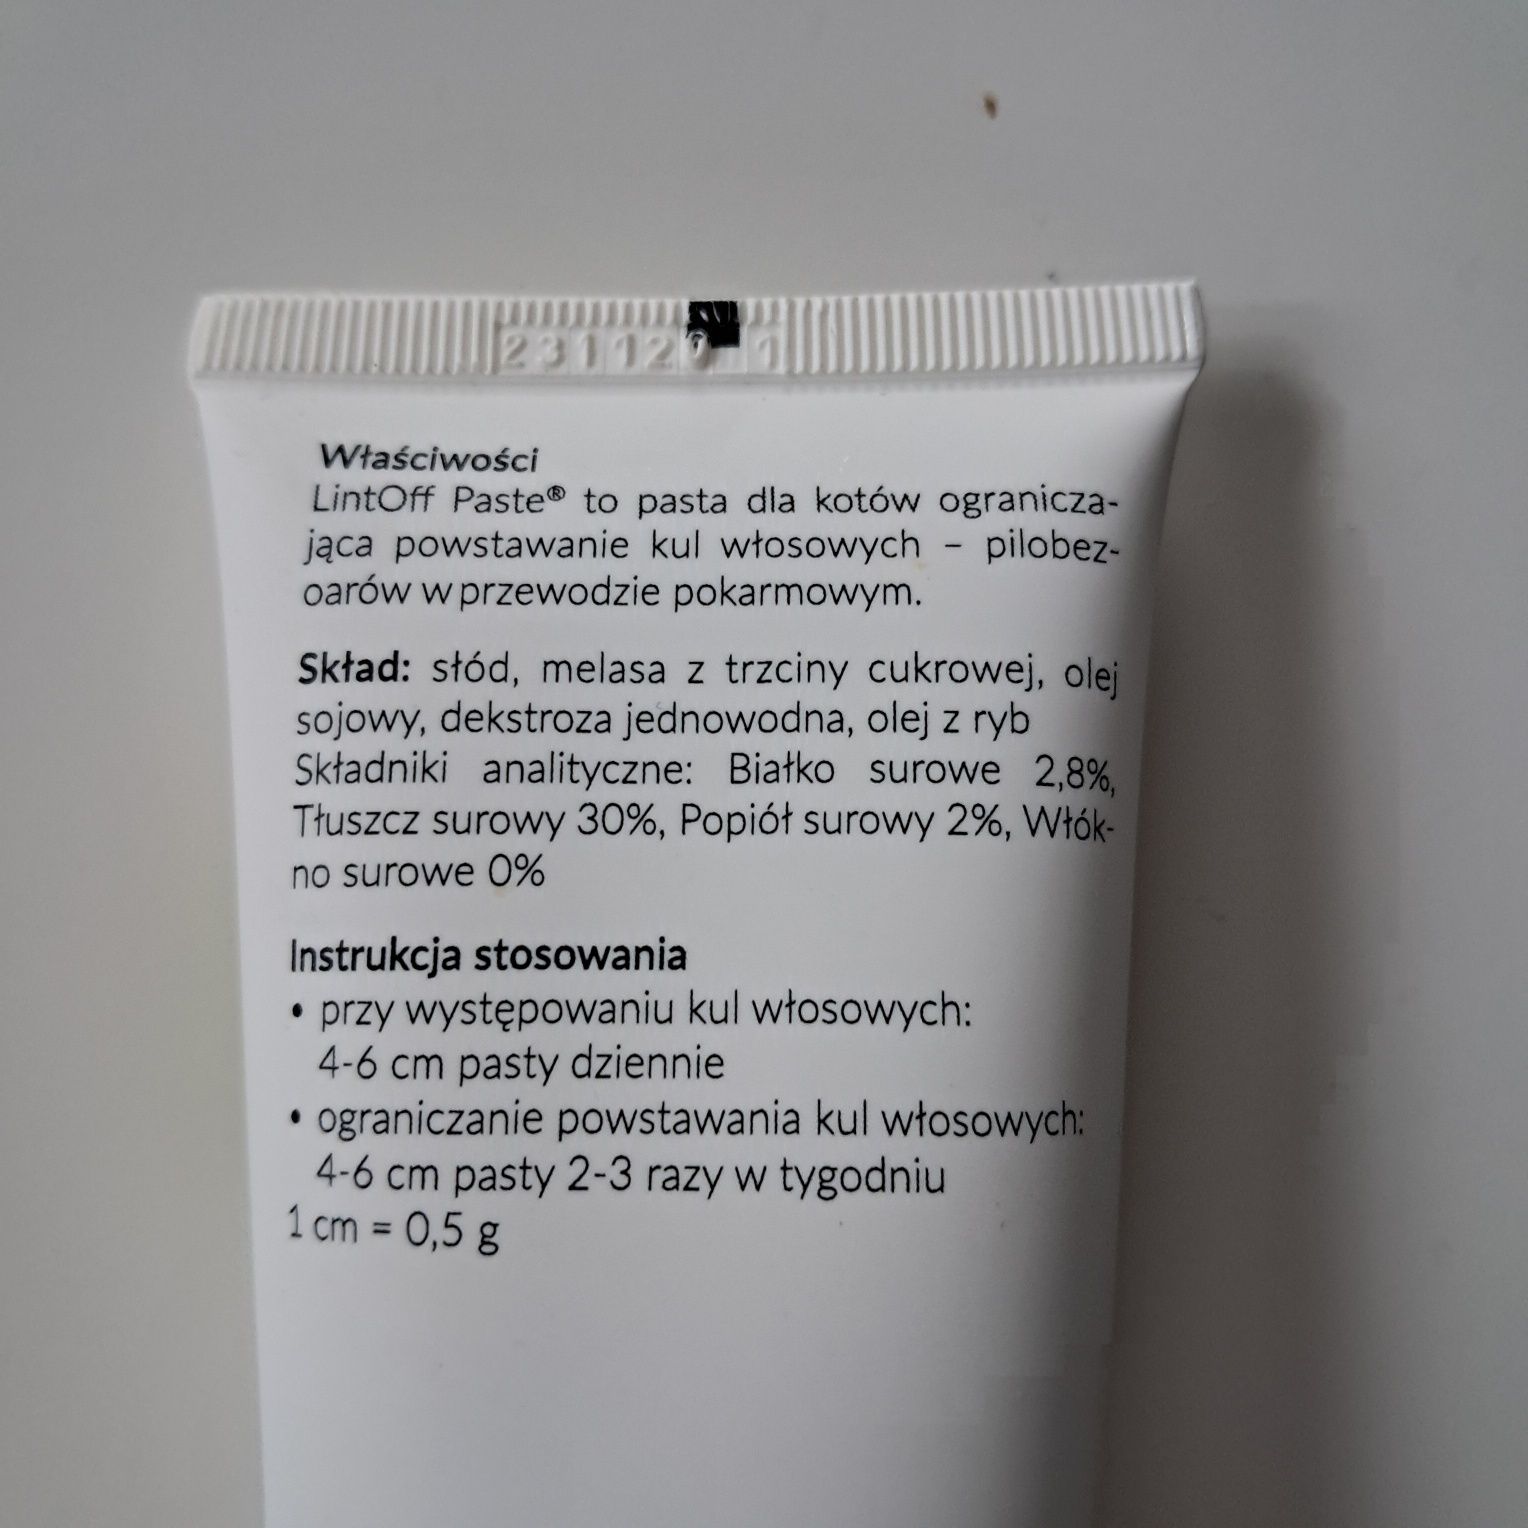 231120 1
Właściwości
LintOff Paste® to pasta dla kotów ogranicza-
jąca powstawanie kul włosowych – pilobez-
oarów w przewodzie pokarmowym.
Skład: słód, melasa z trzciny cukrowej, olej
sojowy, dekstroza jednowodna, olej z ryb
Składniki analityczne: Białko surowe 2,8%,
Tłuszcz surowy 30%, Popiół surowy 2%, Włók-
no surowe 0%
Instrukcja stosowania
• przy występowaniu kul włosowych:
4-6 cm pasty dziennie
• ograniczanie powstawania kul włosowych:
4-6 cm pasty 2-3 razy w tygodniu
1 cm = 0,5 g